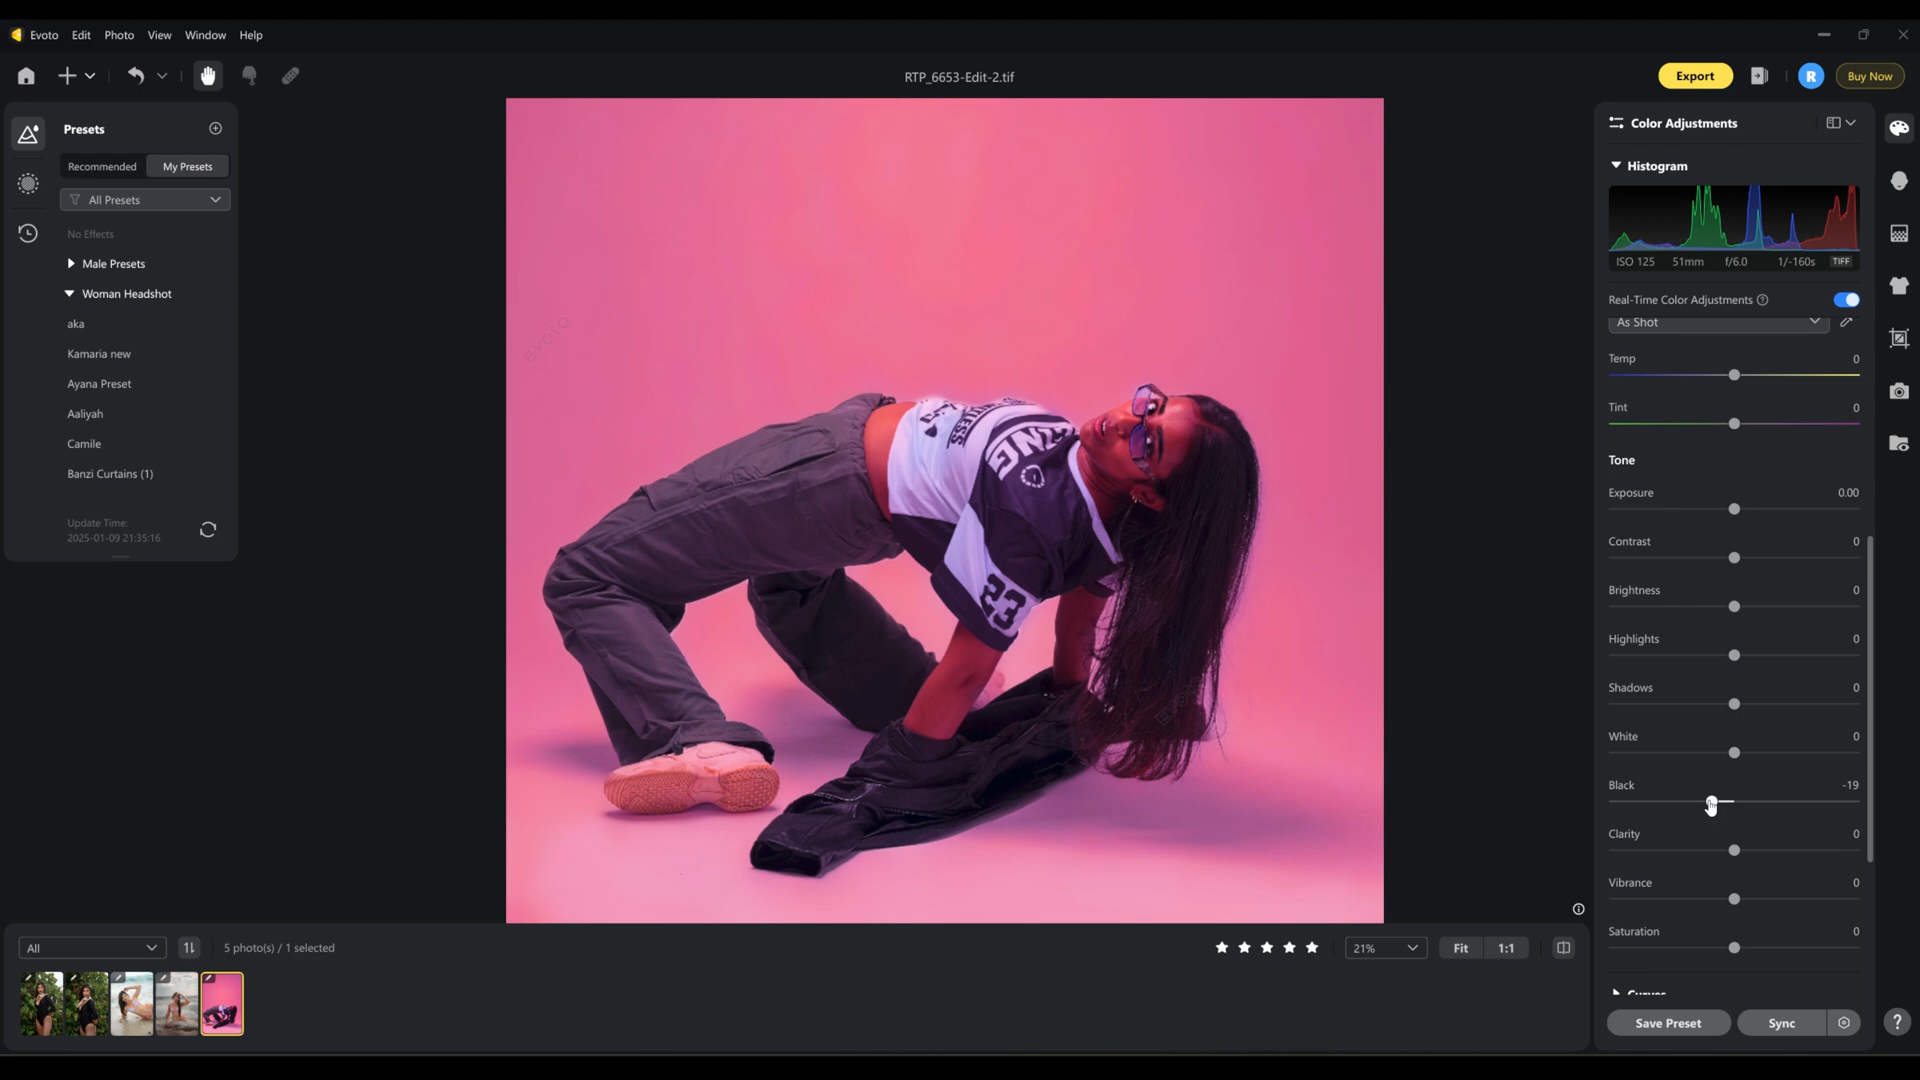 Evoto Edit Photo View Window Help
RTP_6653-Edit-2.tif
Export
R
Buy Now
Presets
Recommended My Presets
All Presets
No Effects
Male Presets
Woman Headshot
aka
Kamaria new
Ayana Preset
Aaliyah
Camile
Banzi Curtains (1)
Update Time:
2025-01-09 21:35:16
evoto
23
Color Adjustments
Histogram
ISO 125 51mm f/6.0 1/-160s TIFF
Real-Time Color Adjustments ?
As Shot
Temp 0
Tint 0
Tone
Exposure 0.00
Contrast 0
Brightness 0
Highlights 0
Shadows 0
White 0
Black -19
Clarity 0
Vibrance 0
Saturation 0
Curves
Save Preset Sync
?
All
5 photo(s) / 1 selected
21%
Fit 1:1